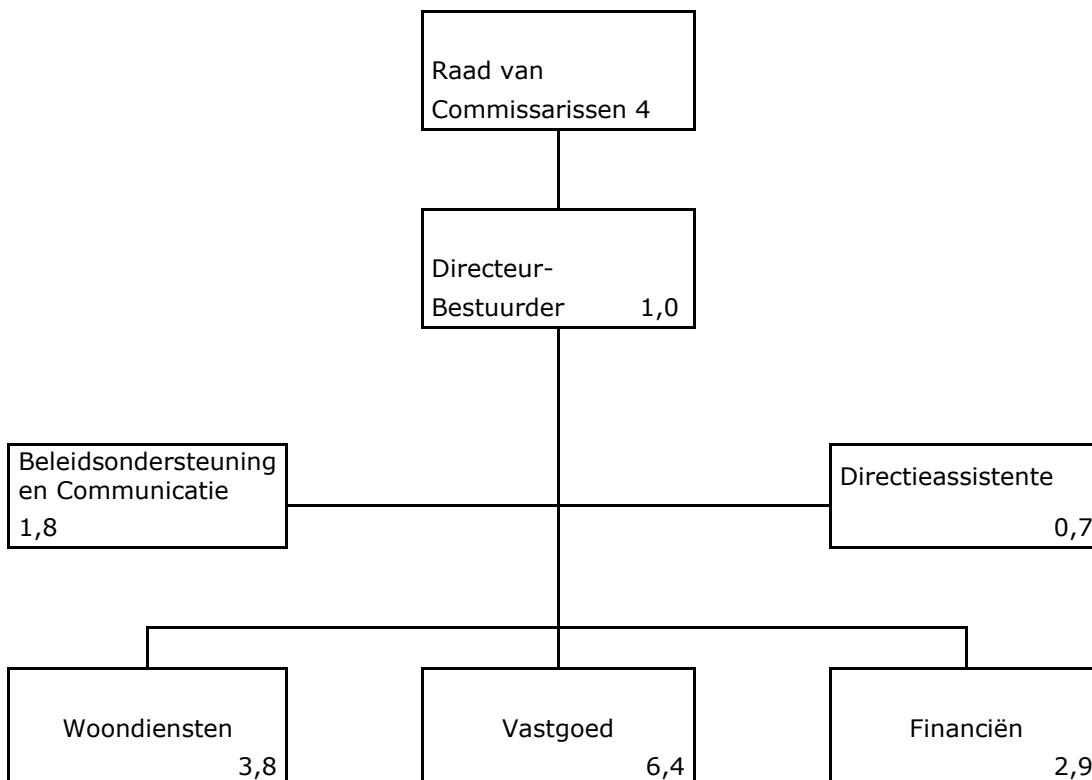 Raad van
Commissarissen 4
Directeur-
Bestuurder 1,0
Beleidsondersteuning
en Communicatie
1,8
Directieassistente
0,7
Woondiensten
3,8
Vastgoed
6,4
Financiën
2,9